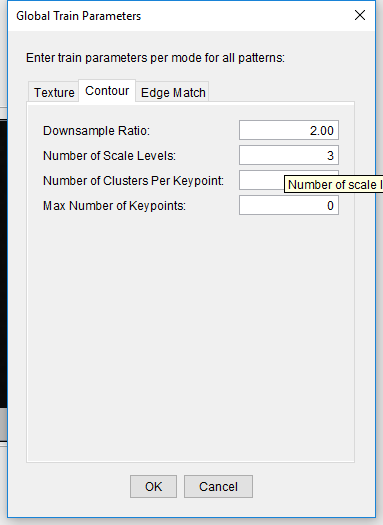 Global Train Parameters
Enter train parameters per mode for all patterns:
Texture Contour Edge Match
Downsample Ratio: 2.00
Number of Scale Levels: 3
Number of Clusters Per Keypoint:
Number of scale
Max Number of Keypoints: 0
OK Cancel